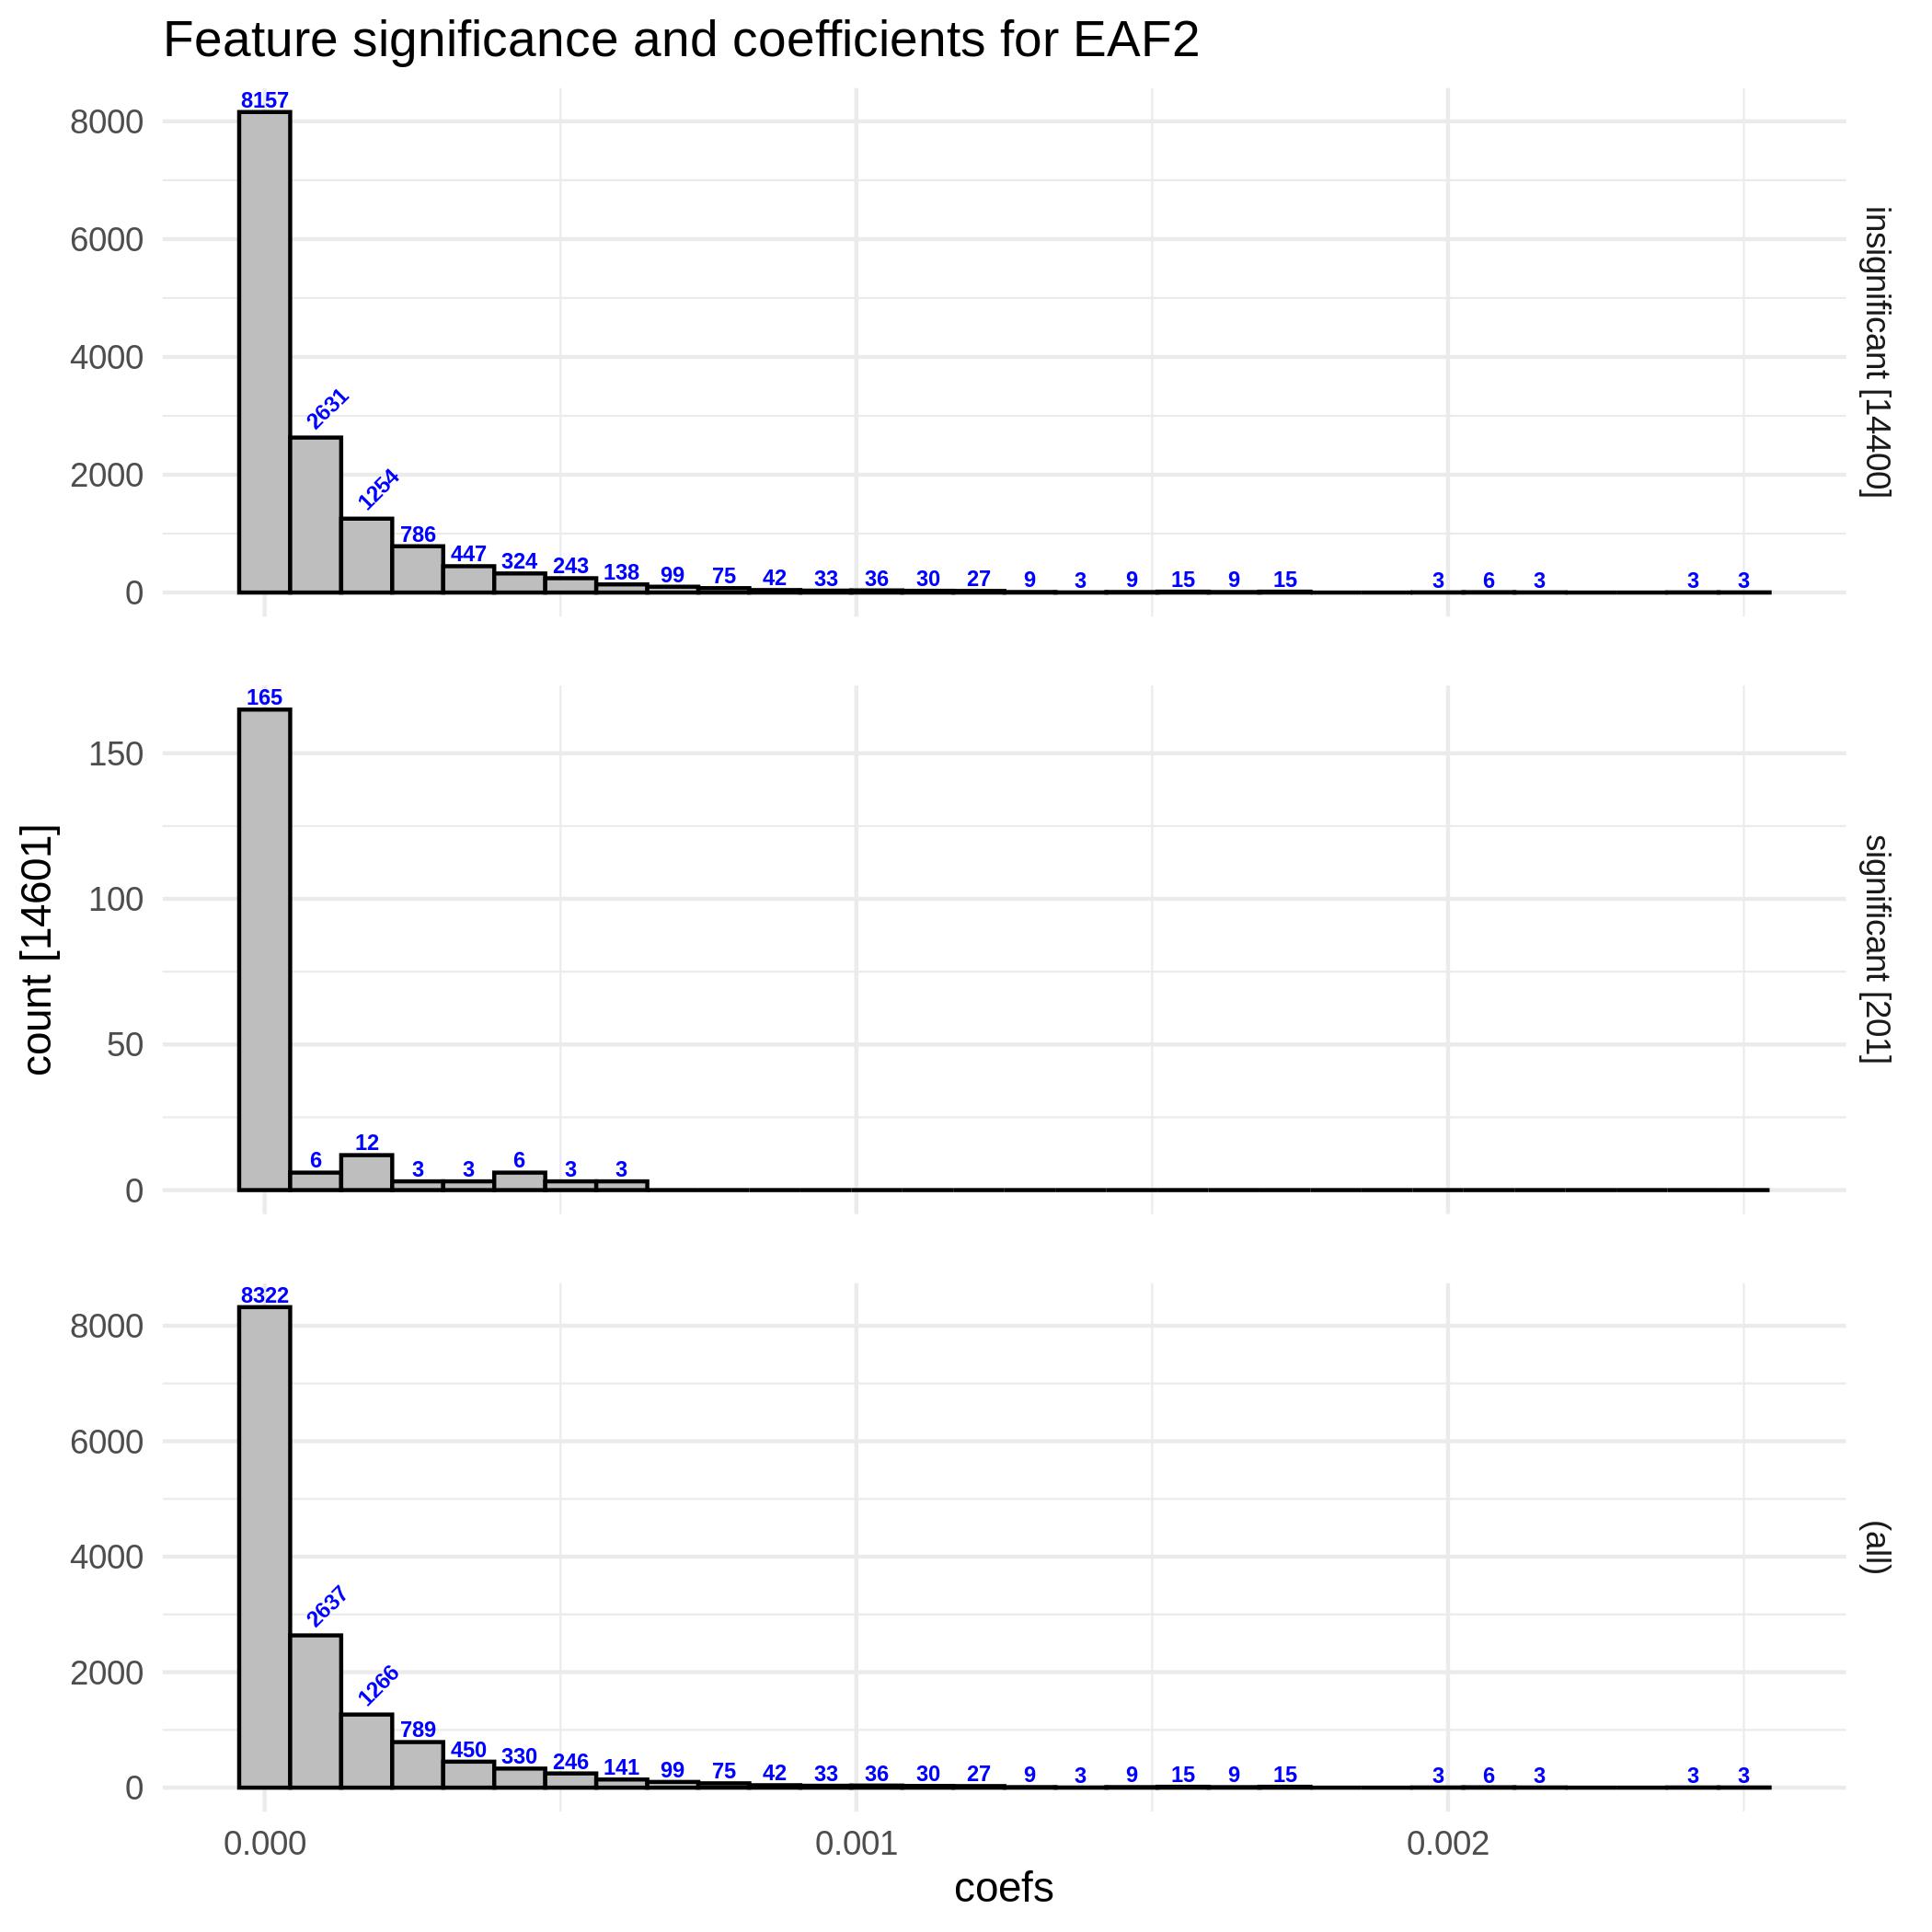 Feature significance and coefficients for EAF2
8157
2631
1254
786 447 324 243 138 99 75 42 33 36 30 27 9 3 9 15 9 15 3 6 3 3 3
8000
6000
4000
2000
0
insignificant [14400]
165
6 12 3 3 6 3 3
150
100
50
0
significant [201]
count [14601]
8322
2637
1266
789 450 330 246 141 99 75 42 33 36 30 27 9 3 9 15 9 15 3 6 3 3 3
8000
6000
4000
2000
0
(all)
0.000 0.001 0.002
coefs